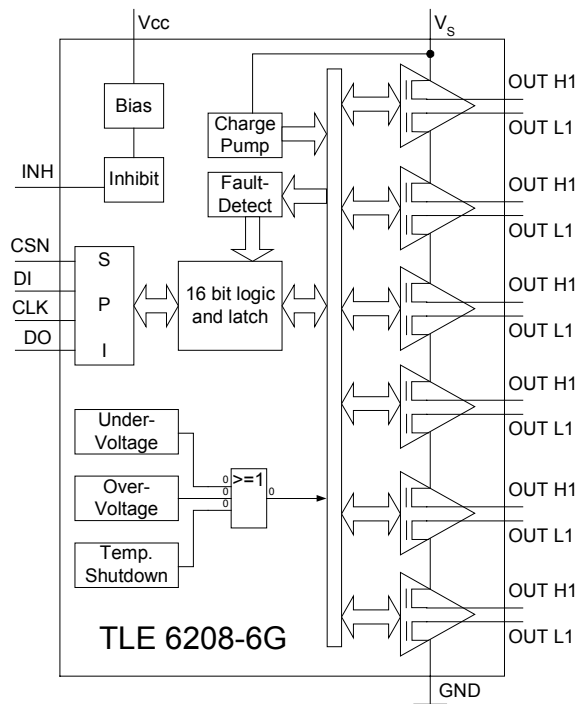 Vcc
VS
Bias
Charge Pump
OUT H1
OUT L1
INH
Inhibit
Fault-
Detect
OUT H1
OUT L1
CSN
DI
CLK
DO
S
P
I
16 bit logic
and latch
OUT H1
OUT L1
OUT H1
OUT L1
Under-
Voltage
Over-
Voltage
Temp.
Shutdown
0
0
0
>=1
0
OUT H1
OUT L1
OUT H1
OUT L1
TLE 6208-6G
GND